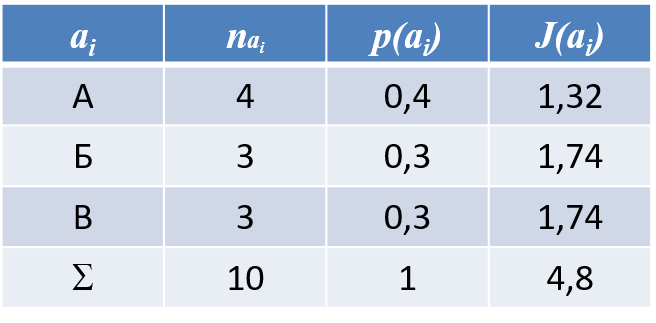 aᵢ nₐᵢ p(aᵢ) J(aᵢ)
А 4 0,4 1,32
Б 3 0,3 1,74
В 3 0,3 1,74
Σ 10 1 4,8